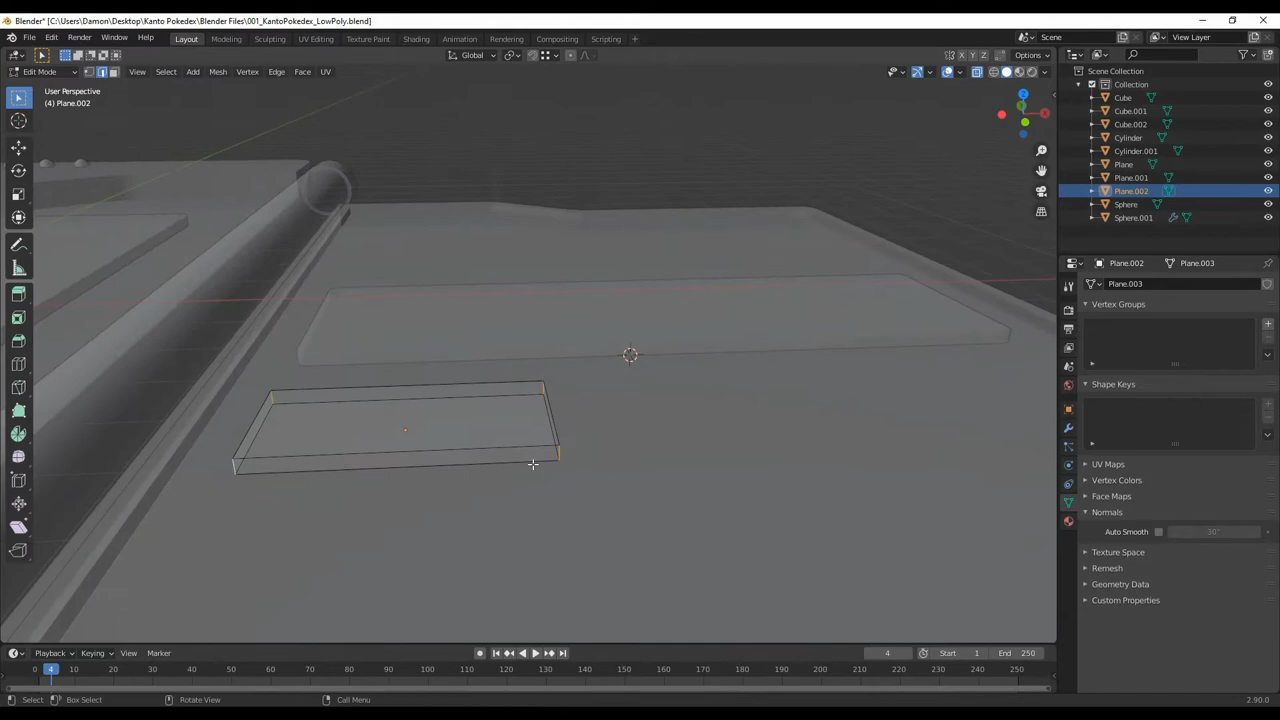 Blender* [C:\Users\Damon\Desktop\Kanto Pokedex\Blender Files\001_KantoPokedex_LowPoly.blend]
File Edit Render Window Help Layout Modeling Sculpting UV Editing Texture Paint Shading Animation Rendering Compositing Scripting + Scene View Layer
Global X Y Z Options
Edit Mode View Select Add Mesh Vertex Edge Face UV
User Perspective
(4) Plane.002
Z
X
Scene Collection
Collection
Cube
Cube.001
Cube.002
Cylinder
Cylinder.001
Plane
Plane.001
Plane.002
Sphere
Sphere.001
Plane.002 Plane.003
Plane.003
Vertex Groups
Shape Keys
UV Maps
Vertex Colors
Face Maps
Normals
Auto Smooth 30°
Texture Space
Remesh
Geometry Data
Custom Properties
Playback Keying View Marker 4 Start 1 End 250
0 4 10 20 30 40 50 60 70 80 90 100 110 120 130 140 150 160 170 180 190 200 210 220 230 240 250
Select Box Select Rotate View Call Menu 2.90.0